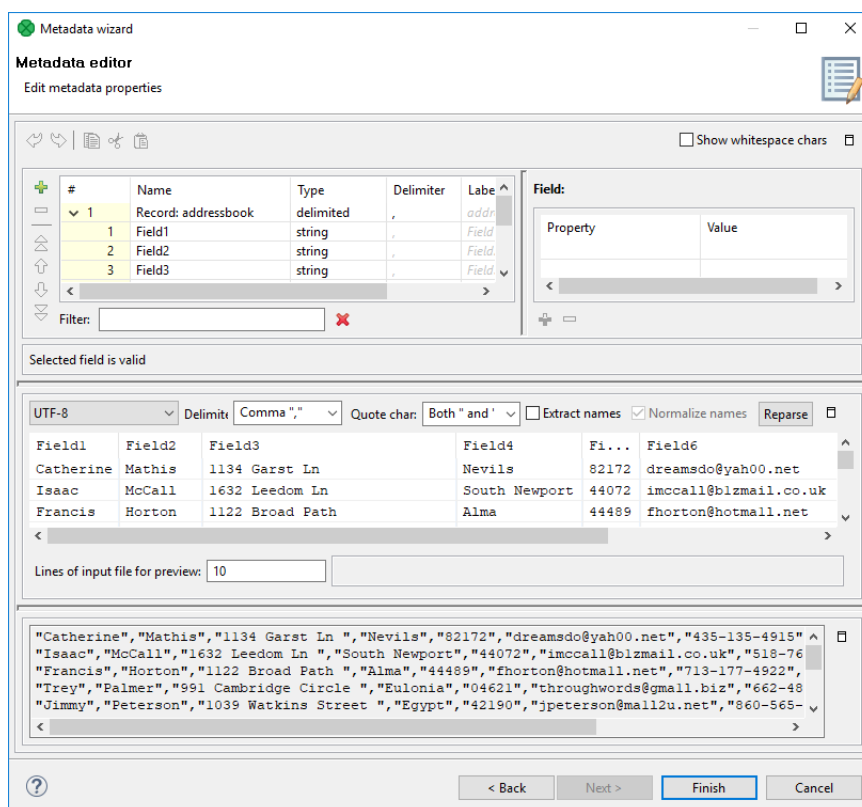 Metadata wizard
Metadata editor
Edit metadata properties
Show whitespace chars
# Name Type Delimiter Labe
1 Record: addressbook delimited , addr
1 Field1 string , Field
2 Field2 string , Field
3 Field3 string , Field
Filter:
Field:
Property Value
Selected field is valid
UTF-8 Delimite Comma "," Quote char: Both " and ' Extract names Normalize names Reparse
Field1 Field2 Field3 Field4 Fi... Field6
Catherine Mathis 1134 Garst Ln Nevils 82172 dreamsdo@yah00.net
Isaac McCall 1632 Leedom Ln South Newport 44072 imccall@b1zmail.co.uk
Francis Horton 1122 Broad Path Alma 44489 fhorton@hotma1l.net
Lines of input file for preview: 10
"Catherine","Mathis","1134 Garst Ln ","Nevils","82172","dreamsdo@yah00.net","435-135-4915"
"Isaac","McCall","1632 Leedom Ln ","South Newport","44072","imccall@b1zmail.co.uk","518-76
"Francis","Horton","1122 Broad Path ","Alma","44489","fhorton@hotma1l.net","713-177-4922",
"Trey","Palmer","991 Cambridge Circle ","Eulonia","04621","throughwords@gma1l.biz","662-48
"Jimmy","Peterson","1039 Watkins Street ","Egypt","42190","jpeterson@ma1l2u.net","860-565-
? < Back Next > Finish Cancel